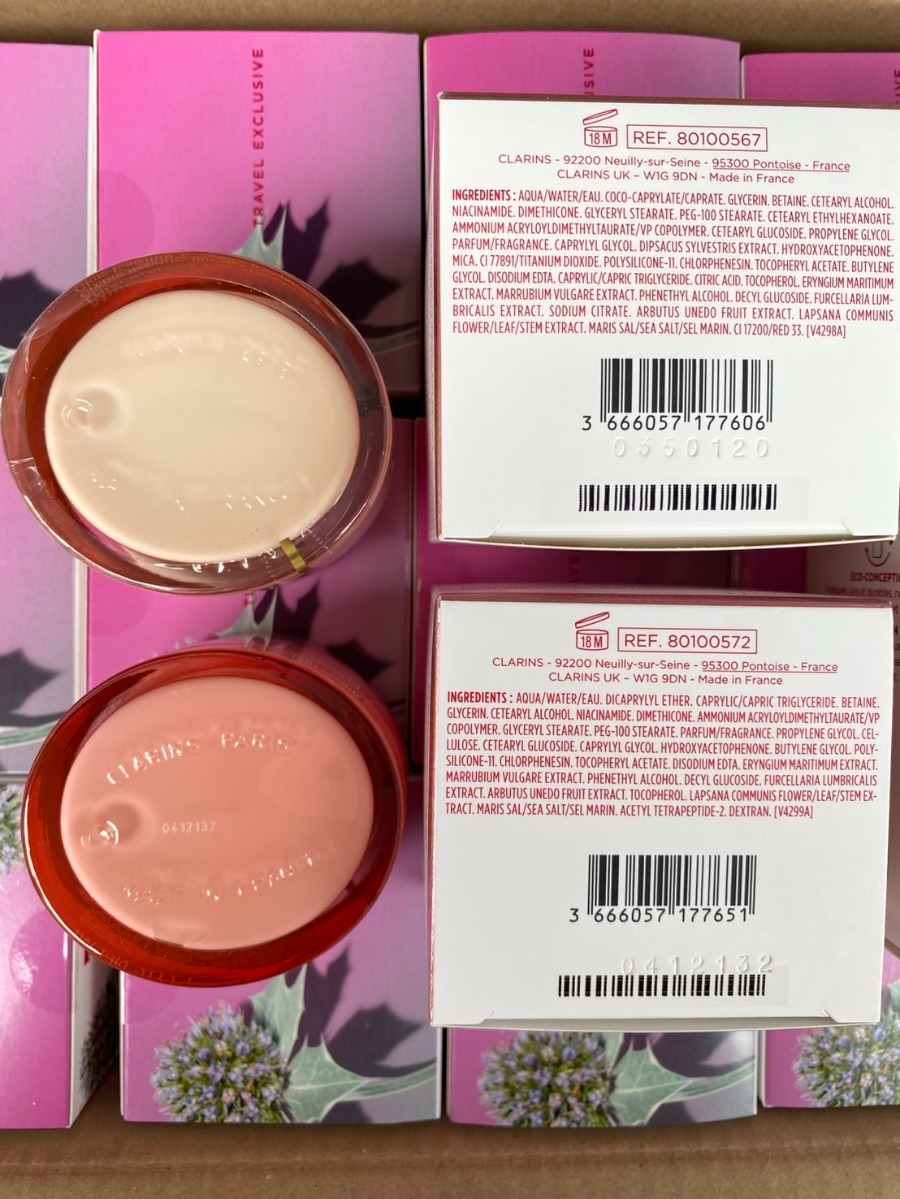 TRAVEL EXCLUSIVE
18 M
REF. 80100567
CLARINS - 92200 Neuilly-sur-Seine - 95300 Pontoise - France
CLARINS UK – W1G 9DN - Made in France
INGREDIENTS : AQUA/WATER/EAU. COCO-CAPRYLATE/CAPRATE. GLYCERIN. BETAINE. CETEARYL ALCOHOL.
NIACINAMIDE. DIMETHICONE. GLYCERYL STEARATE. PEG-100 STEARATE. CETEARYL ETHYLHEXANOATE.
AMMONIUM ACRYLOYLDIMETHYLTAURATE/VP COPOLYMER. CETEARYL GLUCOSIDE. PROPYLENE GLYCOL.
PARFUM/FRAGRANCE. CAPRYLYL GLYCOL. DIPSACUS SYLVESTRIS EXTRACT. HYDROXYACETOPHENONE.
MICA. CI 77891/TITANIUM DIOXIDE. POLYSILICONE-11. CHLORPHENESIN. TOCOPHERYL ACETATE. BUTYLENE
GLYCOL. DISODIUM EDTA. CAPRYLIC/CAPRIC TRIGLYCERIDE. CITRIC ACID. TOCOPHEROL. ERYNGIUM MARITIMUM
EXTRACT. MARRUBIUM VULGARE EXTRACT. PHENETHYL ALCOHOL. DECYL GLUCOSIDE. FURCELLARIA LUM-
BRICALIS EXTRACT. SODIUM CITRATE. ARBUTUS UNEDO FRUIT EXTRACT. LAPSANA COMMUNIS
FLOWER/LEAF/STEM EXTRACT. MARIS SAL/SEA SALT/SEL MARIN. CI 17200/RED 33. [V4298A]
3 666057 177606
0350120
ÉCO-CONCEPTI
18 M
REF. 80100572
CLARINS - 92200 Neuilly-sur-Seine - 95300 Pontoise - France
CLARINS UK – W1G 9DN - Made in France
INGREDIENTS : AQUA/WATER/EAU. DICAPRYLYL ETHER. CAPRYLIC/CAPRIC TRIGLYCERIDE. BETAINE.
GLYCERIN. CETEARYL ALCOHOL. NIACINAMIDE. DIMETHICONE. AMMONIUM ACRYLOYLDIMETHYLTAURATE/VP
COPOLYMER. GLYCERYL STEARATE. PEG-100 STEARATE. PARFUM/FRAGRANCE. PROPYLENE GLYCOL. CEL-
LULOSE. CETEARYL GLUCOSIDE. CAPRYLYL GLYCOL. HYDROXYACETOPHENONE. BUTYLENE GLYCOL. POLY-
SILICONE-11. CHLORPHENESIN. TOCOPHERYL ACETATE. DISODIUM EDTA. ERYNGIUM MARITIMUM EXTRACT.
MARRUBIUM VULGARE EXTRACT. PHENETHYL ALCOHOL. DECYL GLUCOSIDE. FURCELLARIA LUMBRICALIS
EXTRACT. ARBUTUS UNEDO FRUIT EXTRACT. TOCOPHEROL. LAPSANA COMMUNIS FLOWER/LEAF/STEM EX-
TRACT. MARIS SAL/SEA SALT/SEL MARIN. ACETYL TETRAPEPTIDE-2. DEXTRAN. [V4299A]
3 666057 177651
0412132
CLARINS PARIS
0412132
MADE IN FRANCE